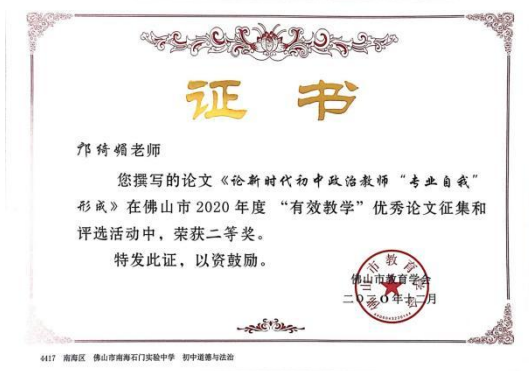 证 书
邝绮媚老师
您撰写的论文《论新时代初中政治教师“专业自我”
形成》在佛山市 2020 年度 “有效教学” 优秀论文征集和
评选活动中，荣获二等奖。
特发此证，以资鼓励。
佛山市教育学会
二〇二〇年十二月
4417 南海区 佛山市南海石门实验中学 初中道德与法治